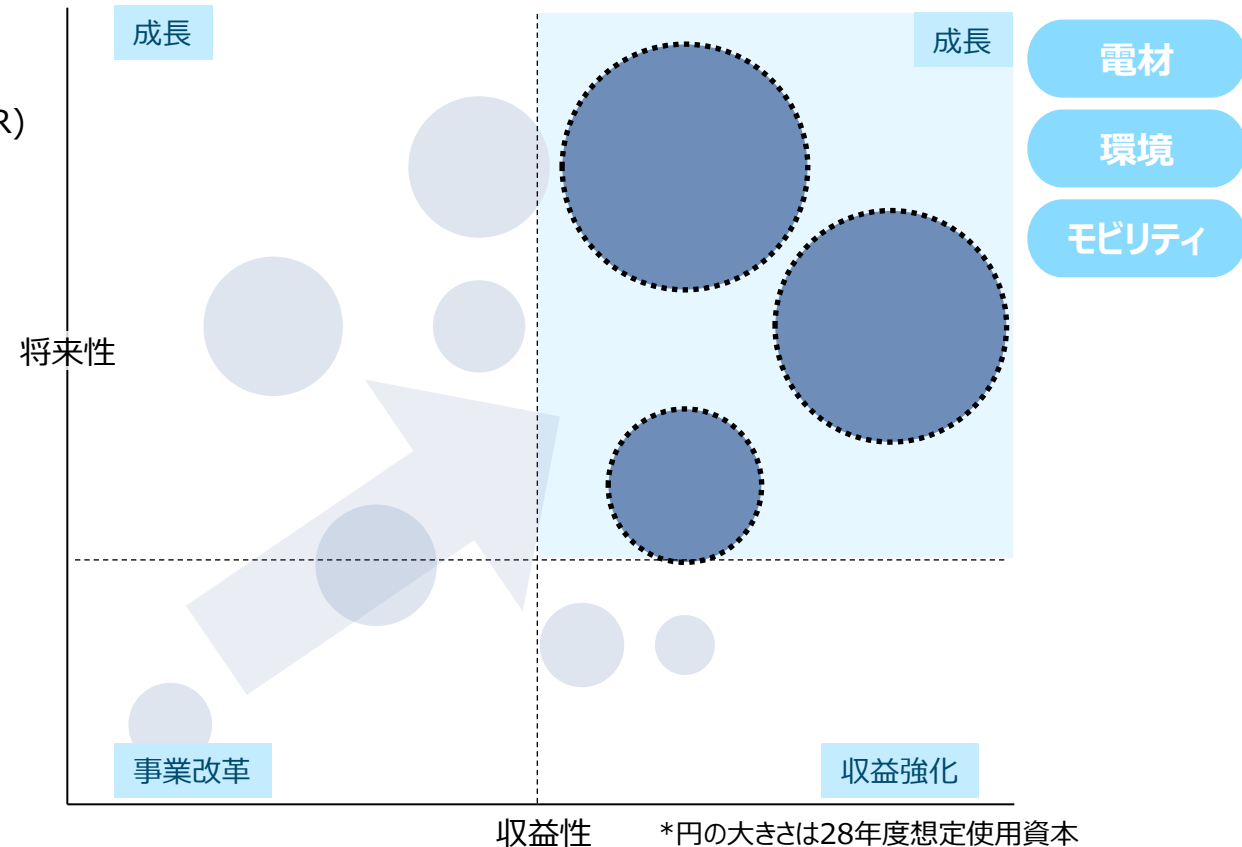 成長
成長
電材
R)
環境
モビリティ
将来性
事業改革
収益強化
収益性
*円の大きさは28年度想定使用資本